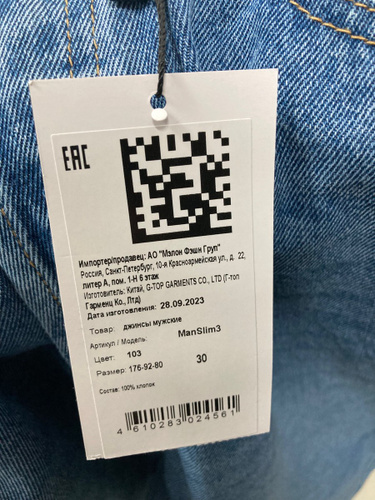 EAC
Импортер/продавец: АО "Мэлон Фэшн Груп"
Россия, Санкт-Петербург, 10-я Красноармейская ул., д. 22,
литер А, пом. 1-Н 6 этаж
Изготовитель: Китай, G-TOP GARMENTS CO., LTD (Г-топ
Гарментс Ко., Лтд)
Дата изготовления: 28.09.2023
Товар: джинсы мужские
Артикул / Модель: ManSlim3
Цвет: 103
Размер: 176-92-80 30
Состав: 100% хлопок
4 610283 024561